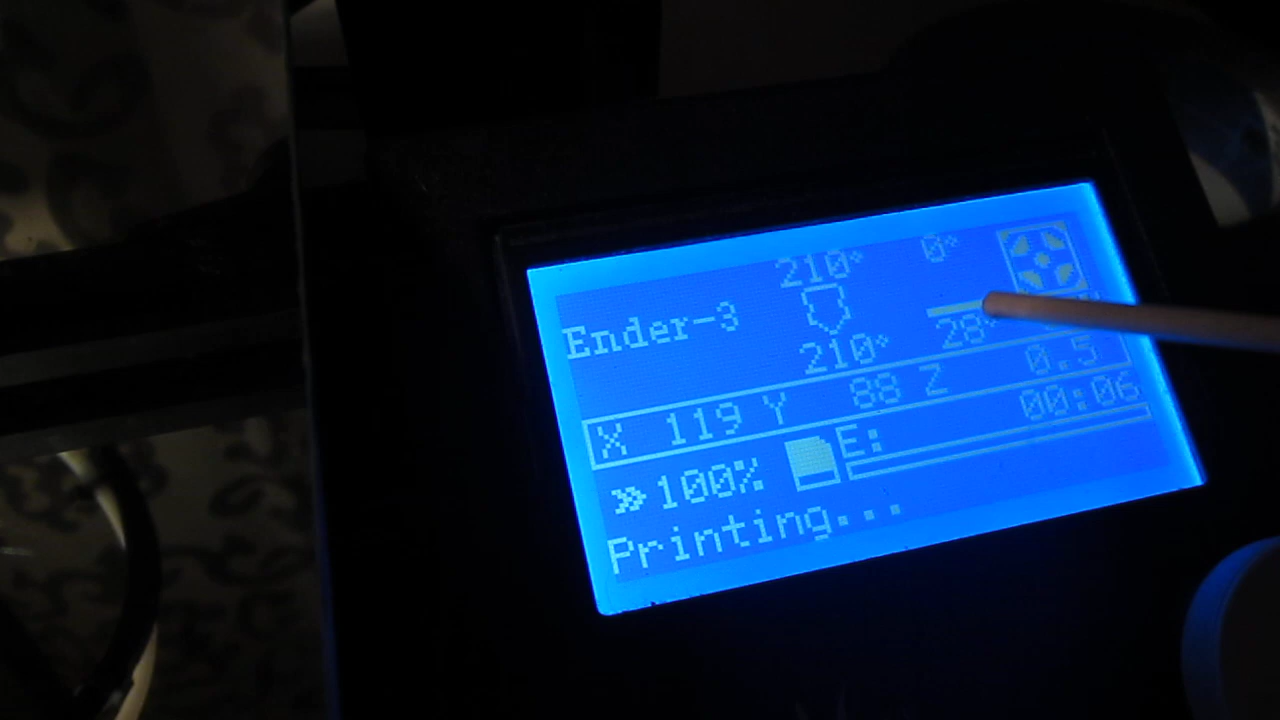 210° 0°
Ender-3
210° 28°
X 119 Y 88 Z 0.5
»100% E: 00:06
Printing...